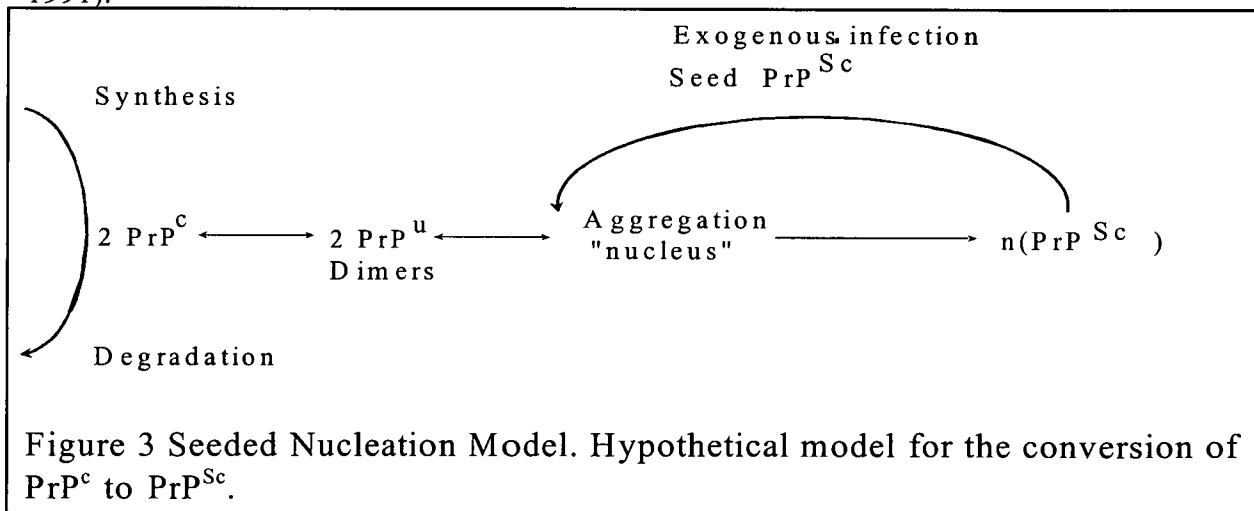 1991).
Exogenous infection
Seed PrP^Sc
Synthesis
2 PrP^c
2 PrP^u
Dimers
Aggregation
"nucleus"
n(PrP^Sc )
Degradation
Figure 3 Seeded Nucleation Model. Hypothetical model for the conversion of
PrP^c to PrP^Sc.